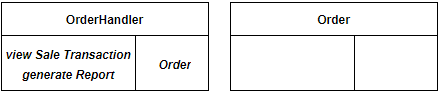 OrderHandler
view Sale Transaction
generate Report
Order
Order